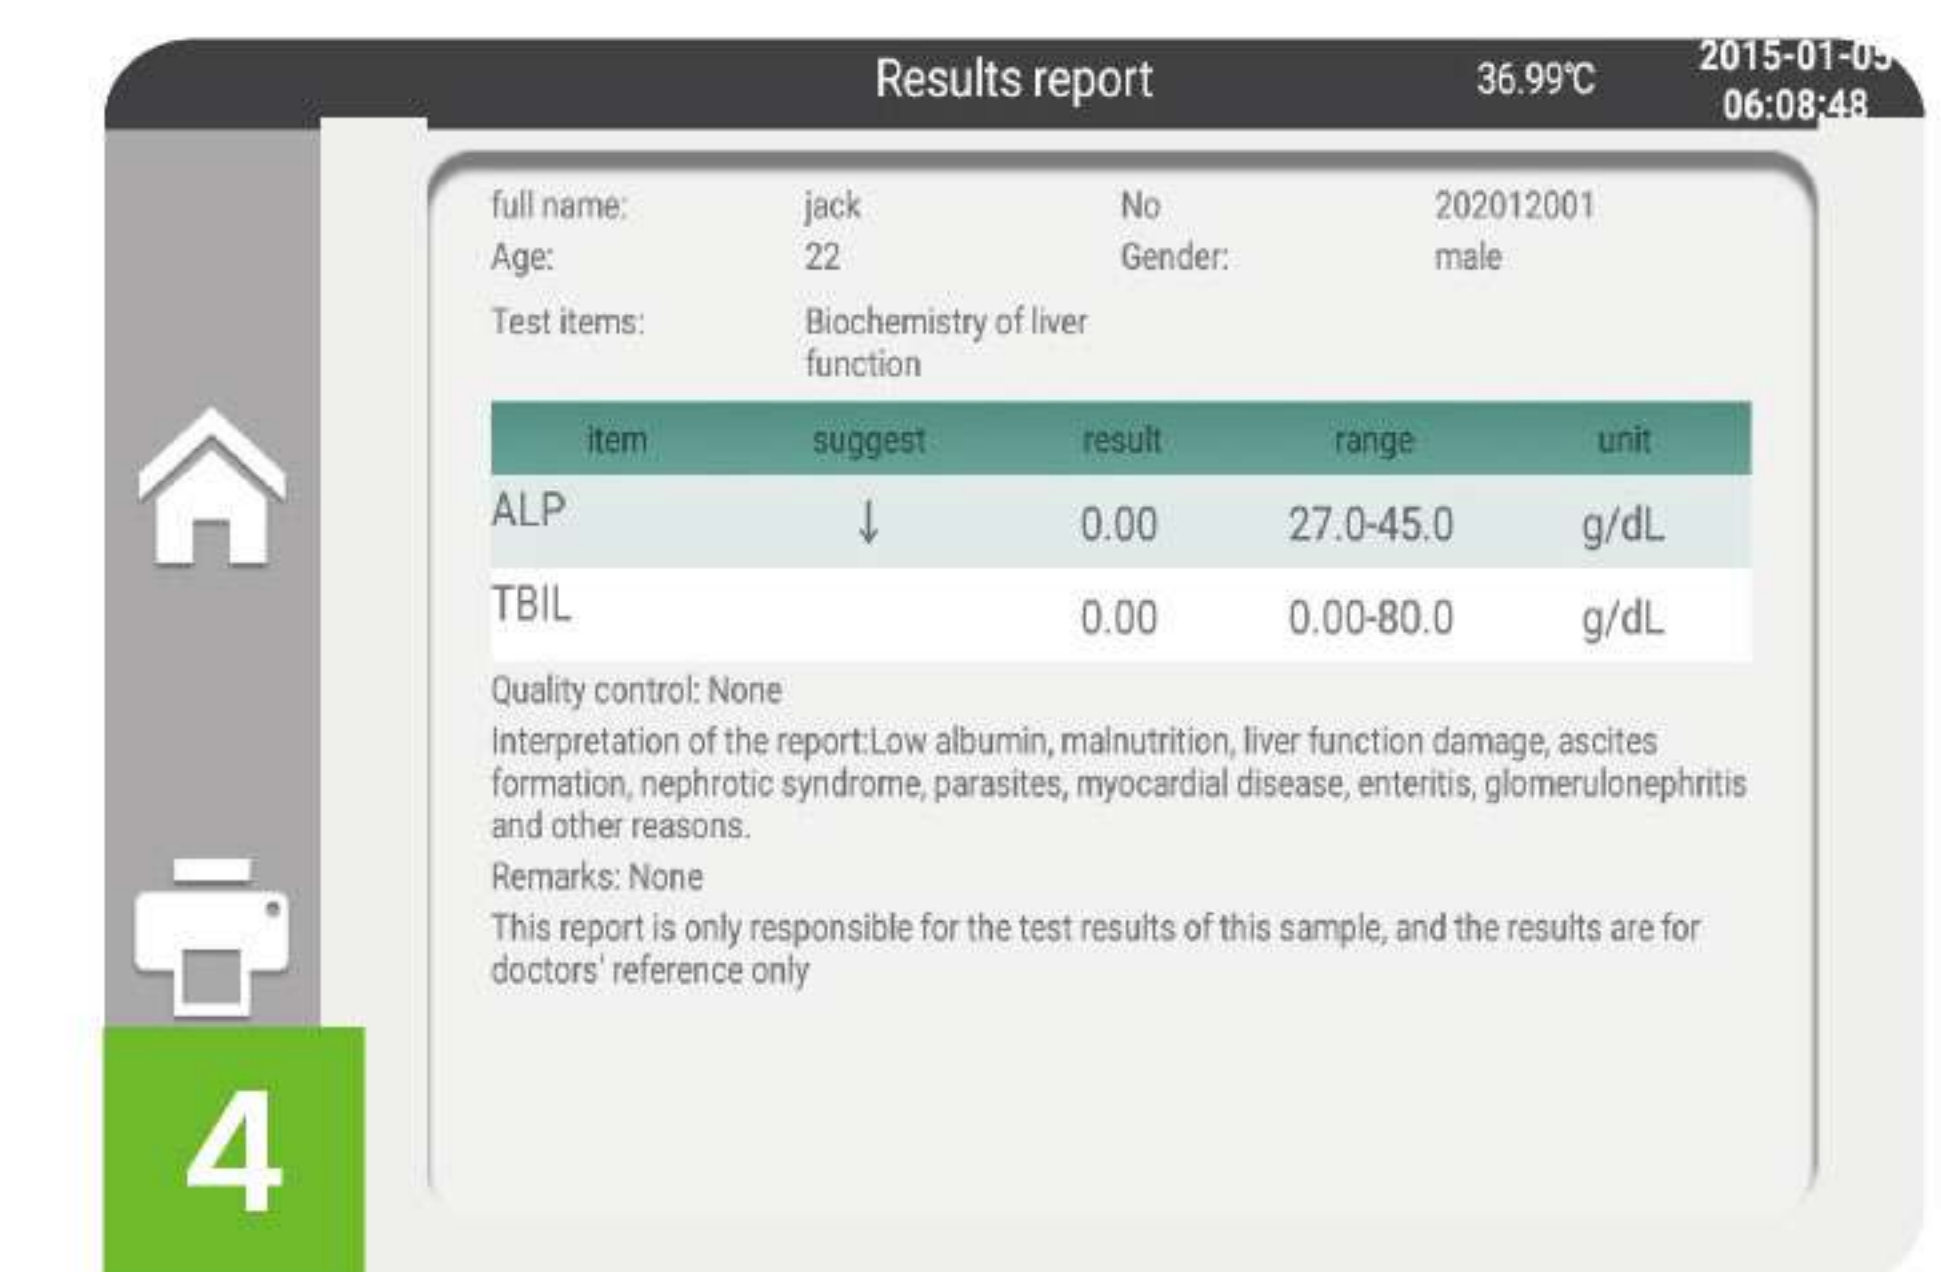 Results report 36.99℃ 2015-01-05
06:08:48
full name: jack No 202012001
Age: 22 Gender: male
Test items: Biochemistry of liver
function
item suggest result range unit
ALP ↓ 0.00 27.0-45.0 g/dL
TBIL 0.00 0.00-80.0 g/dL
Quality control: None
Interpretation of the report:Low albumin, malnutrition, liver function damage, ascites
formation, nephrotic syndrome, parasites, myocardial disease, enteritis, glomerulonephritis
and other reasons.
Remarks: None
This report is only responsible for the test results of this sample, and the results are for
doctors' reference only
4